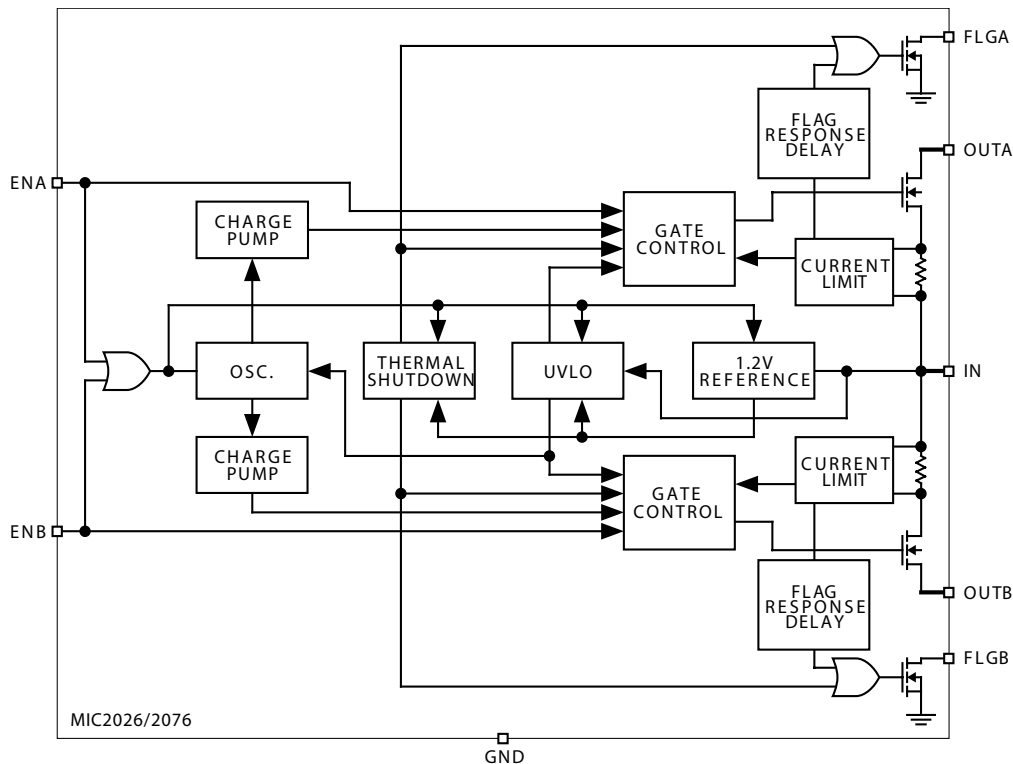 FLGA
FLAG
RESPONSE
DELAY
OUTA
ENA
CHARGE
PUMP
GATE
CONTROL
CURRENT
LIMIT
OSC.
THERMAL
SHUTDOWN
UVLO
1.2V
REFERENCE
IN
CHARGE
PUMP
CURRENT
LIMIT
GATE
CONTROL
ENB
FLAG
RESPONSE
DELAY
OUTB
FLGB
MIC2026/2076
GND